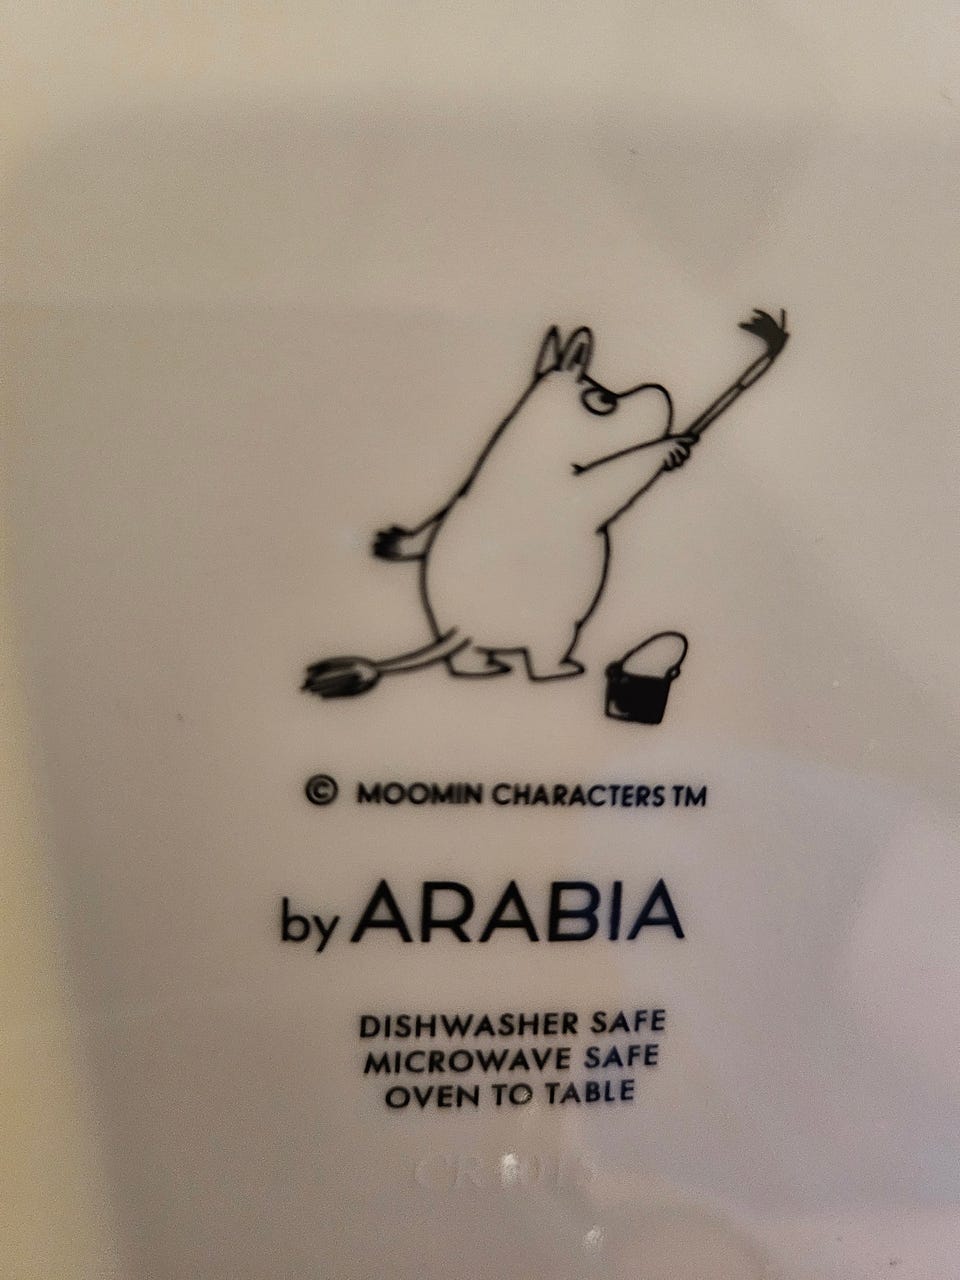 © MOOMIN CHARACTERS TM
by ARABIA
DISHWASHER SAFE
MICROWAVE SAFE
OVEN TO TABLE